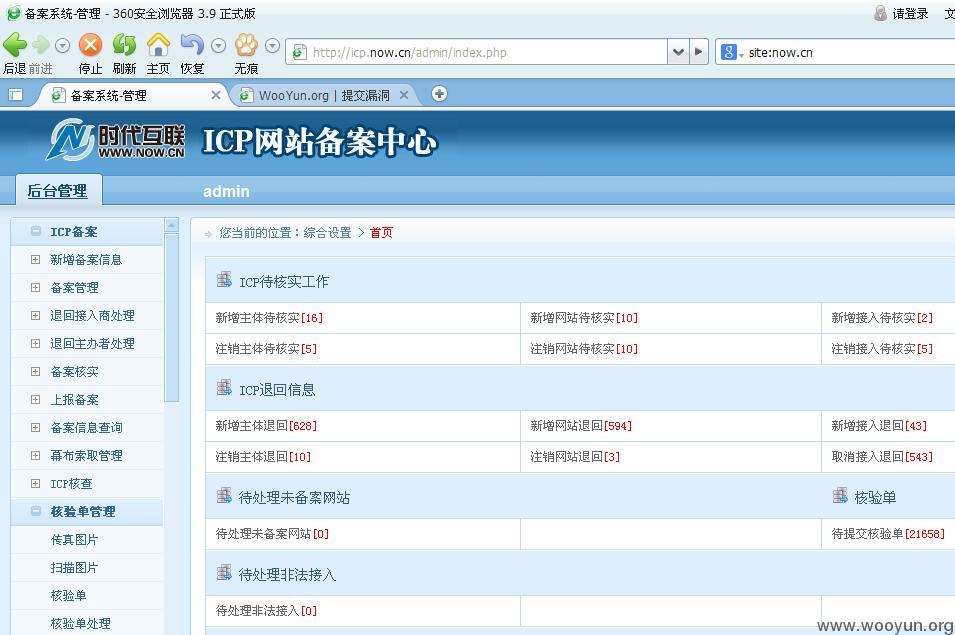 备案系统-管理 - 360安全浏览器 3.9 正式版
请登录 文
后退 前进 停止 刷新 主页 恢复 无痕
http://icp.now.cn/admin/index.php
site:now.cn
备案系统-管理
WooYun.org | 提交漏洞
时代互联
WWW.NOW.CN
ICP网站备案中心
后台管理
admin
ICP备案
新增备案信息
备案管理
退回接入商处理
退回主办者处理
备案核实
上报备案
备案信息查询
幕布索取管理
ICP核查
核验单管理
传真图片
扫描图片
核验单
核验单处理
您当前的位置：综合设置 > 首页
ICP待核实工作
新增主体待核实[16] 新增网站待核实[10] 新增接入待核实[2]
注销主体待核实[5] 注销网站待核实[10] 注销接入待核实[5]
ICP退回信息
新增主体退回[628] 新增网站退回[594] 新增接入退回[43]
注销主体退回[10] 注销网站退回[3] 取消接入退回[543]
待处理未备案网站 核验单
待处理未备案网站[0] 待提交核验单[21658]
待处理非法接入
待处理非法接入[0]
www.wooyun.org